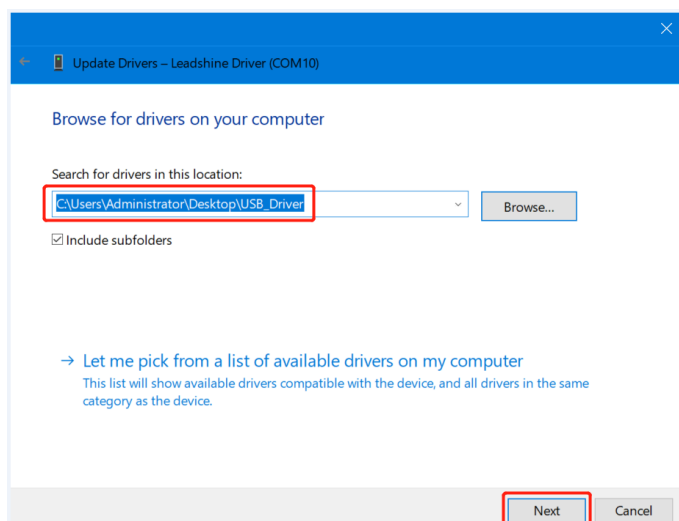 Update Drivers – Leadshine Driver (COM10)
Browse for drivers on your computer
Search for drivers in this location:
C:\Users\Administrator\Desktop\USB_Driver
Browse...
Include subfolders
Let me pick from a list of available drivers on my computer
This list will show available drivers compatible with the device, and all drivers in the same
category as the device.
Next
Cancel